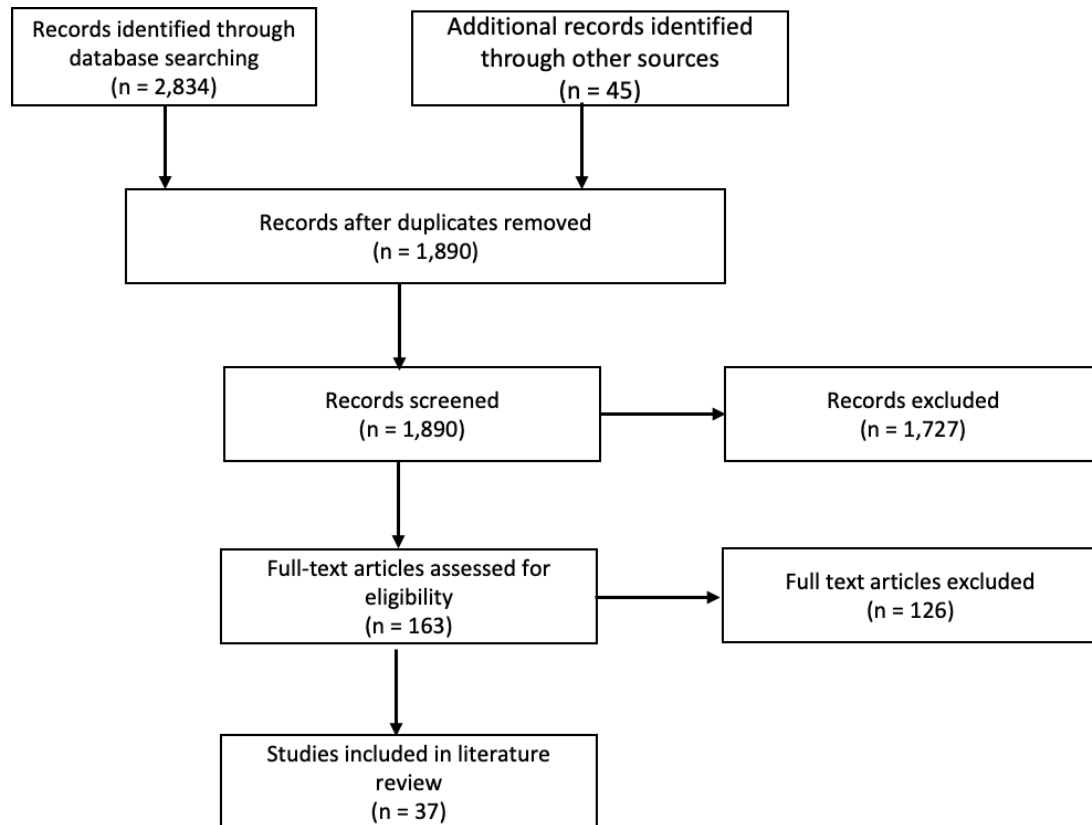 Records identified through
database searching
(n = 2,834)
Additional records identified
through other sources
(n = 45)
Records after duplicates removed
(n = 1,890)
Records screened
(n = 1,890)
Records excluded
(n = 1,727)
Full-text articles assessed for
eligibility
(n = 163)
Full text articles excluded
(n = 126)
Studies included in literature
review
(n = 37)